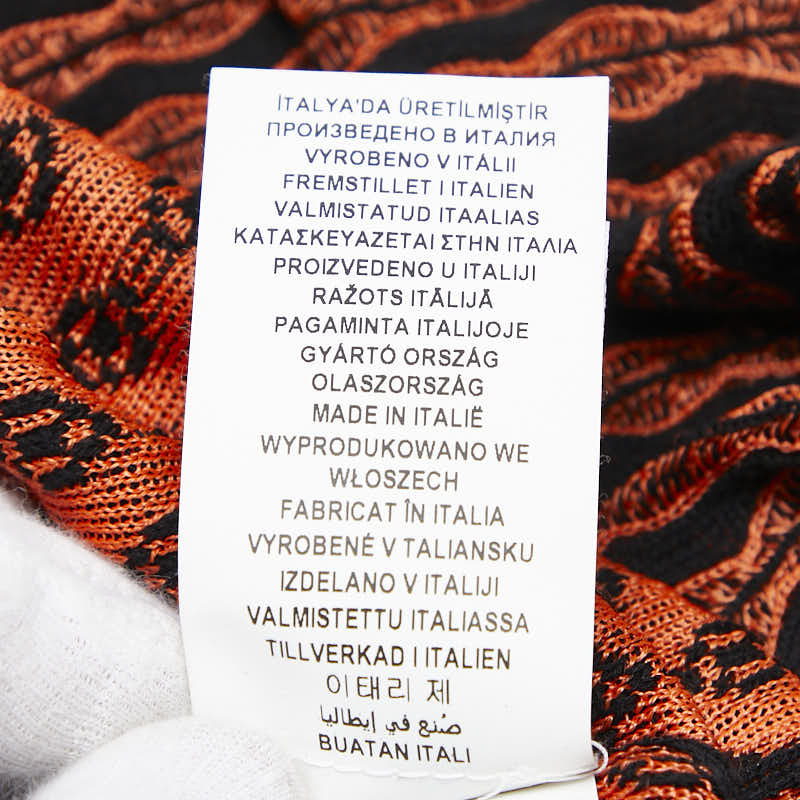 İTALYA'DA ÜRETİLMİŞTİR
ПРОИЗВЕДЕНО В ИТАЛИЯ
VYROBENO V ITÁLII
FREMSTILLET I ITALIEN
VALMISTATUD ITAALIAS
ΚΑΤΑΣΚΕΥΑΖΕΤΑΙ ΣΤΗΝ ΙΤΑΛΙΑ
PROIZVEDENO U ITALIJI
RAŽOTS ITĀLIJĀ
PAGAMINTA ITALIJOJE
GYÁRTÓ ORSZÁG
OLASZORSZÁG
MADE IN ITALIË
WYPRODUKOWANO WE
WŁOSZECH
FABRICAT ÎN ITALIA
VYROBENÉ V TALIANSKU
IZDELANO V ITALIJI
VALMISTETTU ITALIASSA
TILLVERKAD I ITALIEN
이태리 제
صُنع في إيطاليا
BUATAN ITALI